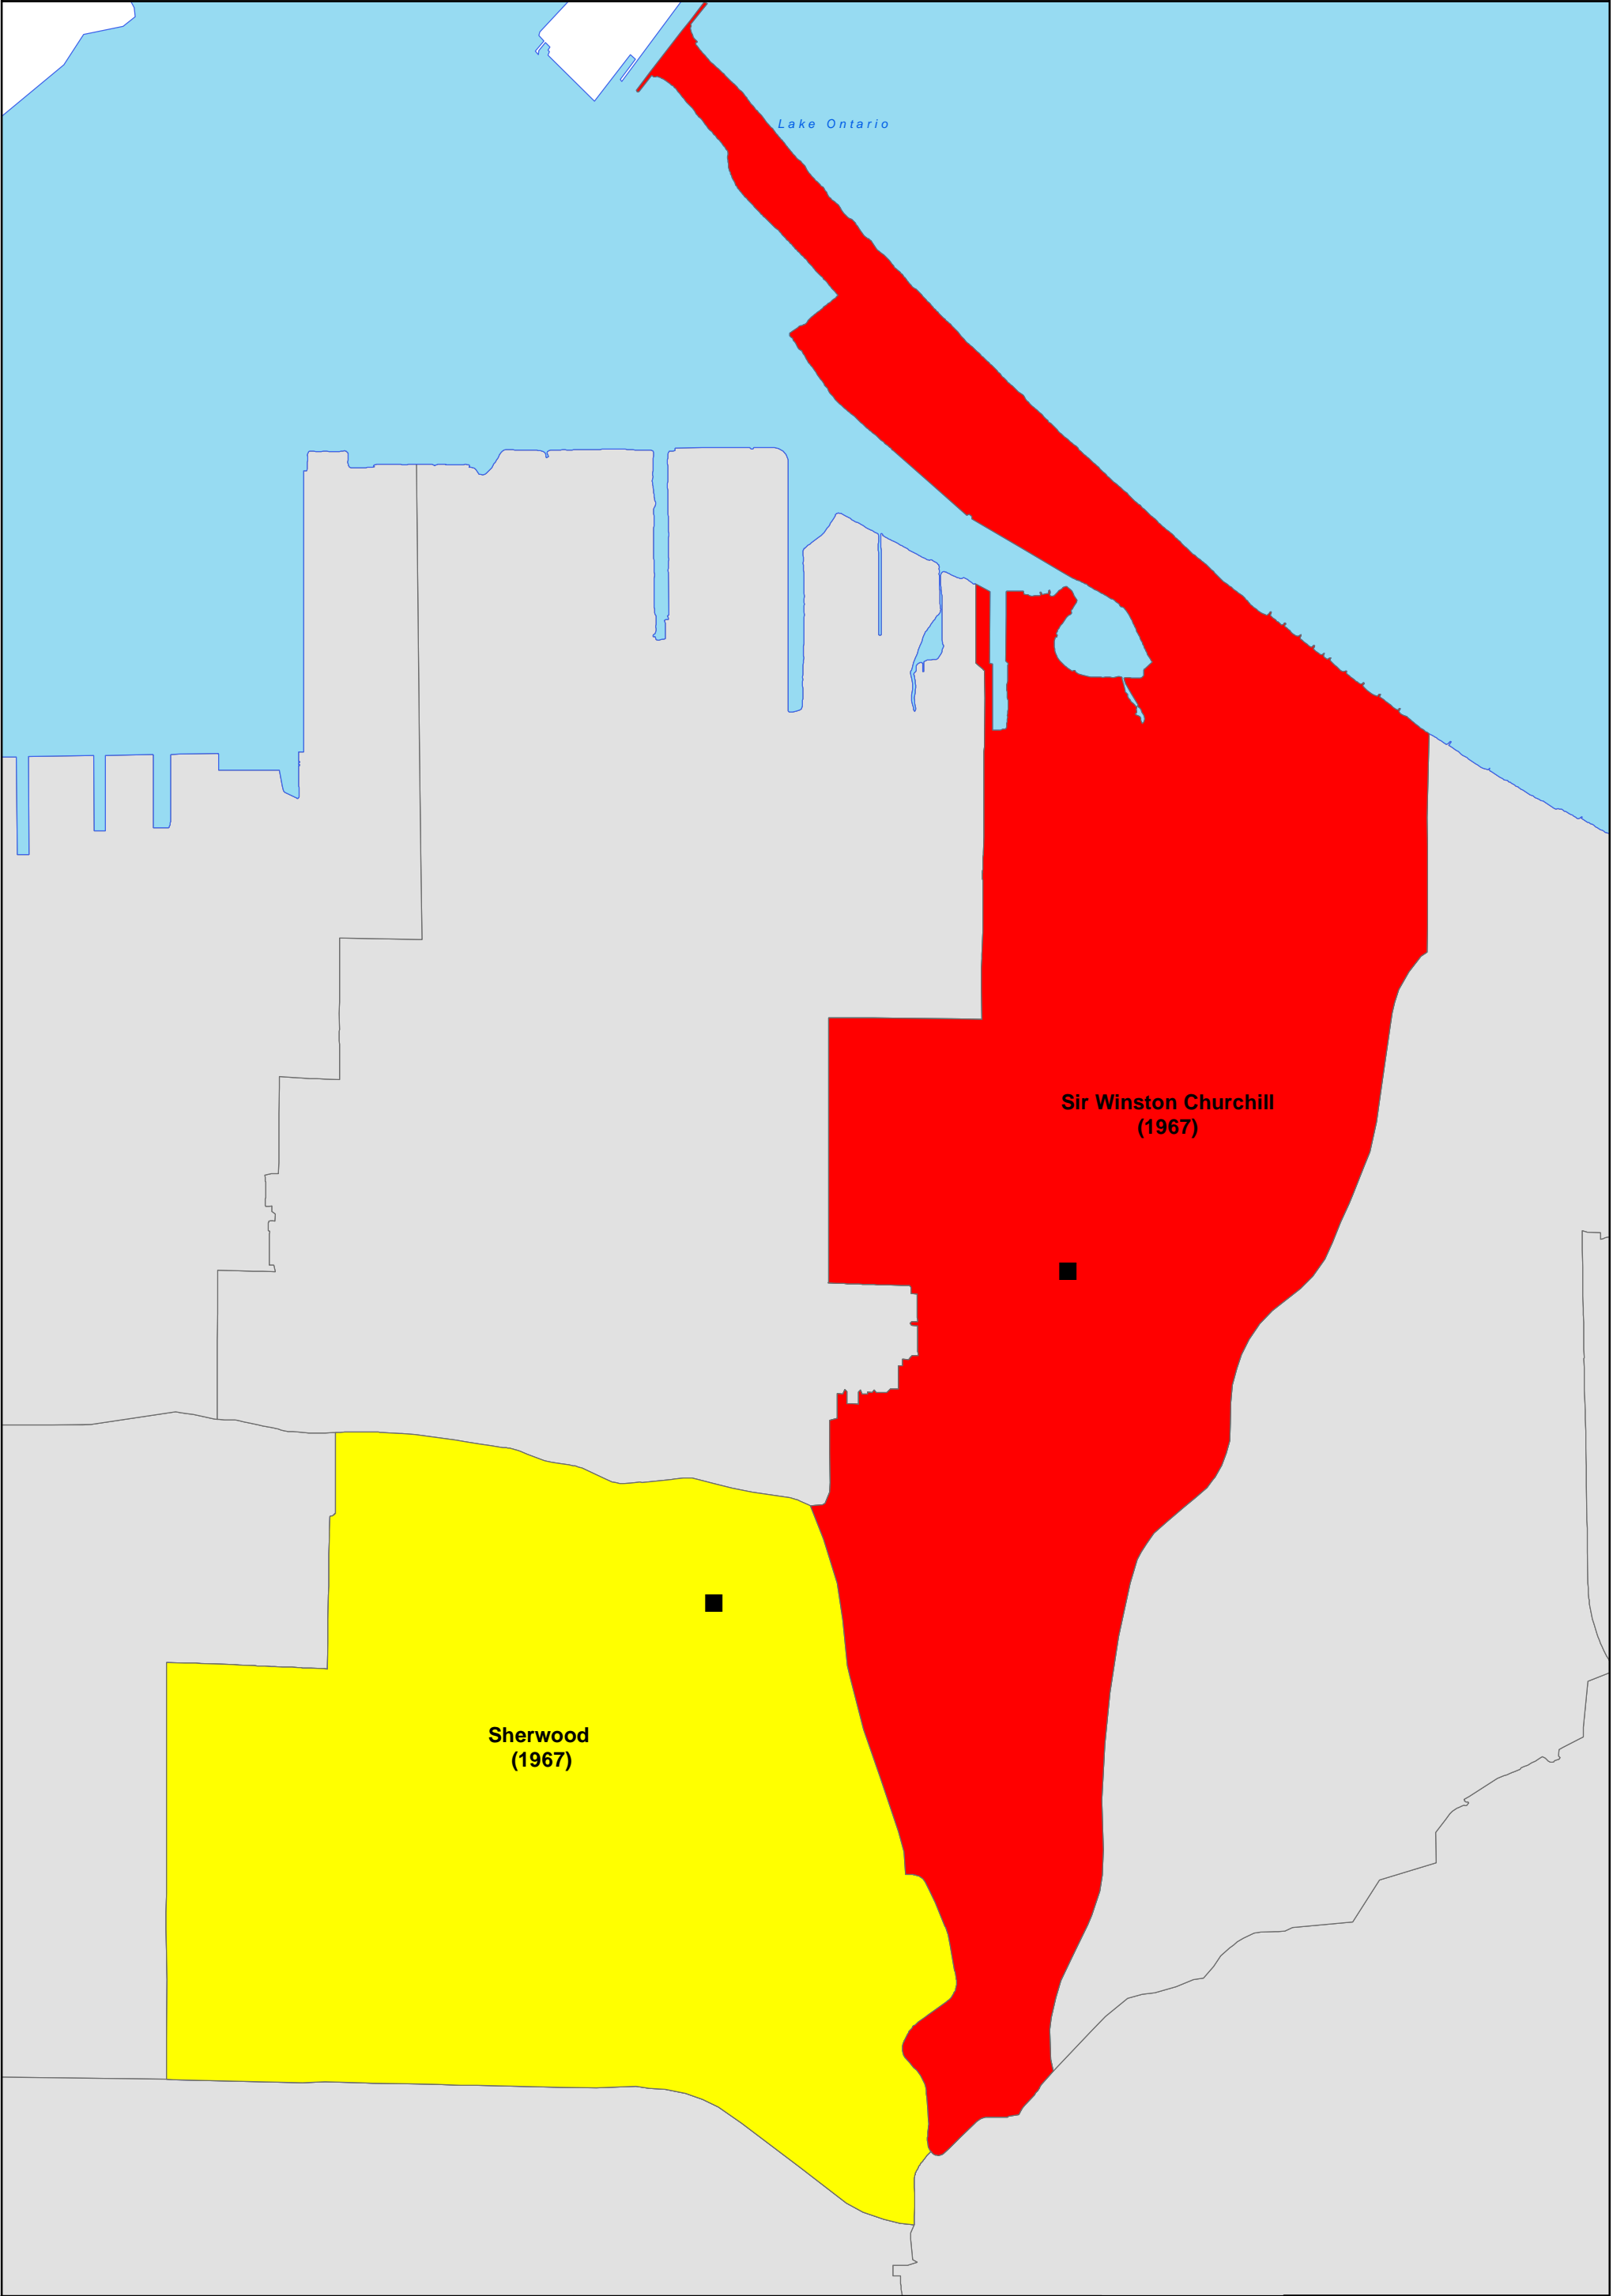 Lake Ontario
Sir Winston Churchill
(1967)
Sherwood
(1967)